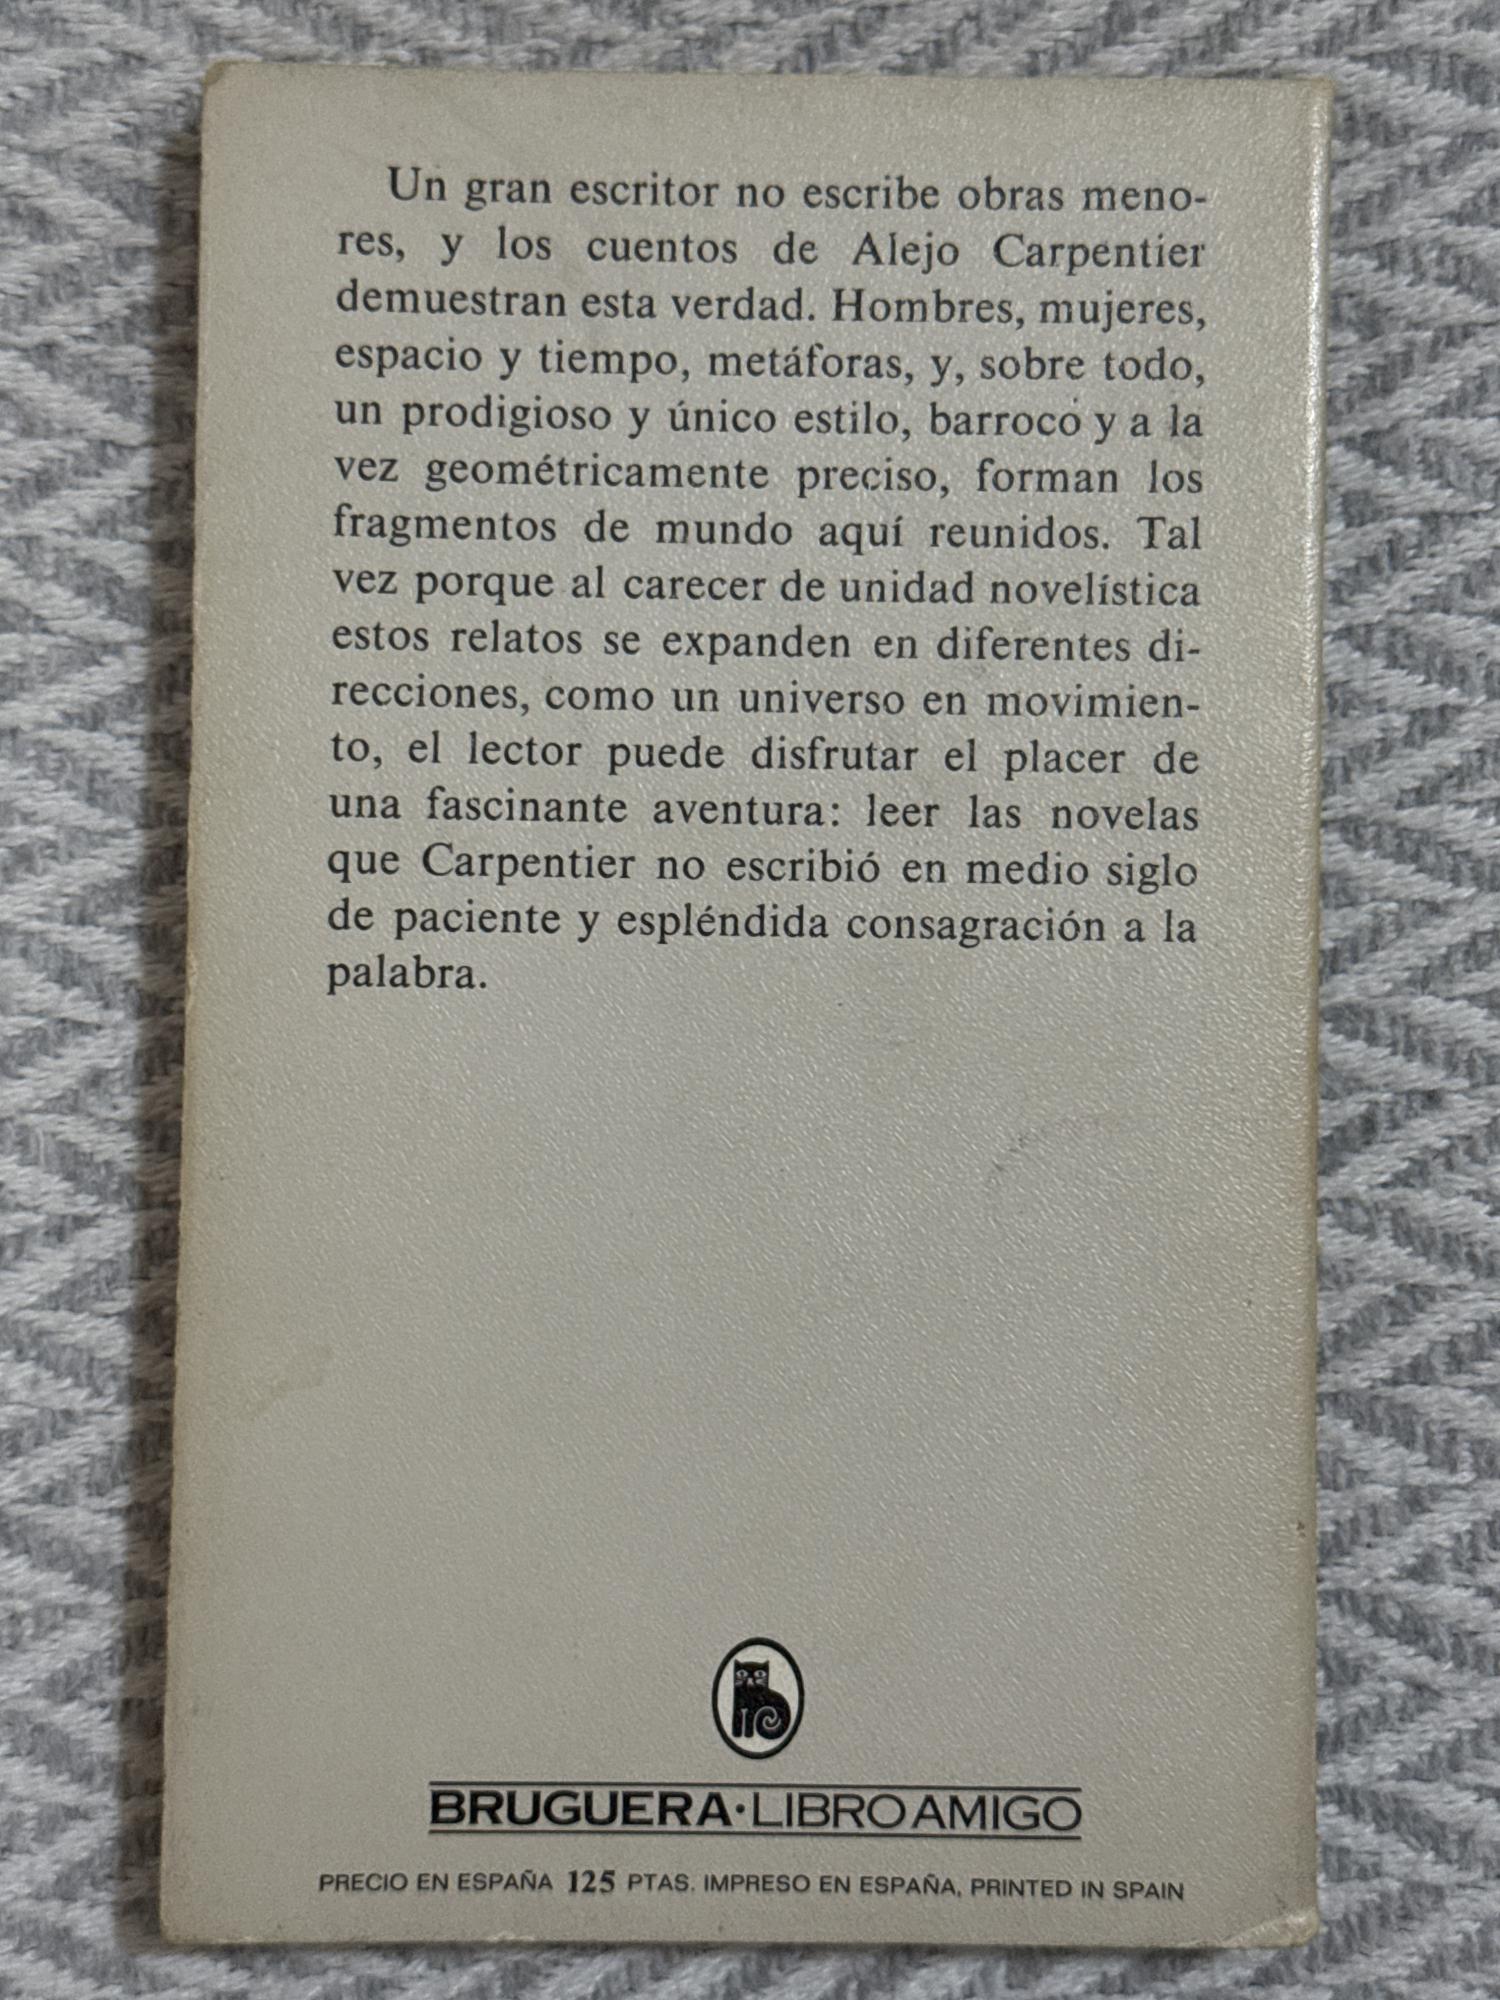 Un gran escritor no escribe obras meno-
res, y los cuentos de Alejo Carpentier
demuestran esta verdad. Hombres, mujeres,
espacio y tiempo, metáforas, y, sobre todo,
un prodigioso y único estilo, barroco y a la
vez geométricamente preciso, forman los
fragmentos de mundo aquí reunidos. Tal
vez porque al carecer de unidad novelística
estos relatos se expanden en diferentes di-
recciones, como un universo en movimien-
to, el lector puede disfrutar el placer de
una fascinante aventura: leer las novelas
que Carpentier no escribió en medio siglo
de paciente y espléndida consagración a la
palabra.
BRUGUERA·LIBRO AMIGO
PRECIO EN ESPAÑA 125 PTAS. IMPRESO EN ESPAÑA, PRINTED IN SPAIN